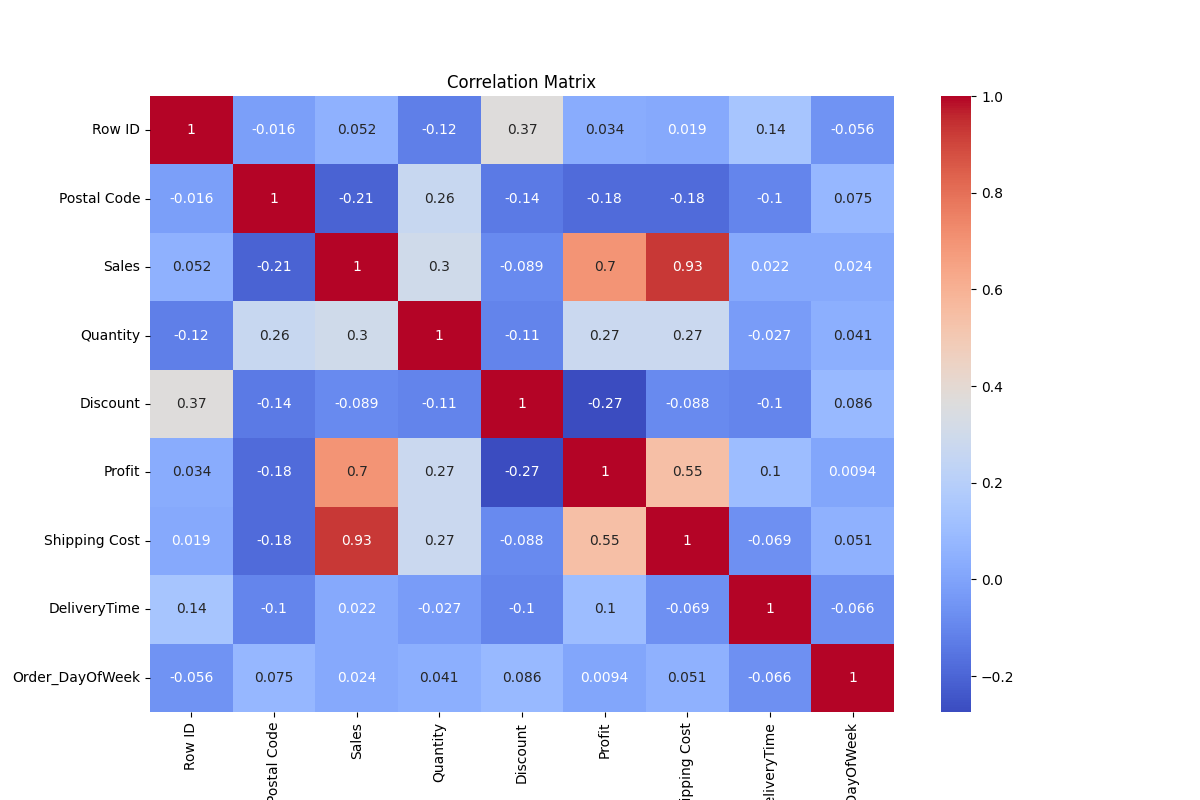 Correlation Matrix
Row ID 1 -0.016 0.052 -0.12 0.37 0.034 0.019 0.14 -0.056
Postal Code -0.016 1 -0.21 0.26 -0.14 -0.18 -0.18 -0.1 0.075
Sales 0.052 -0.21 1 0.3 -0.089 0.7 0.93 0.022 0.024
Quantity -0.12 0.26 0.3 1 -0.11 0.27 0.27 -0.027 0.041
Discount 0.37 -0.14 -0.089 -0.11 1 -0.27 -0.088 -0.1 0.086
Profit 0.034 -0.18 0.7 0.27 -0.27 1 0.55 0.1 0.0094
Shipping Cost 0.019 -0.18 0.93 0.27 -0.088 0.55 1 -0.069 0.051
DeliveryTime 0.14 -0.1 0.022 -0.027 -0.1 0.1 -0.069 1 -0.066
Order_DayOfWeek -0.056 0.075 0.024 0.041 0.086 0.0094 0.051 -0.066 1
Row ID
Postal Code
Sales
Quantity
Discount
Profit
ipping Cost
eliveryTime
DayOfWeek
1.0
0.8
0.6
0.4
0.2
0.0
−0.2